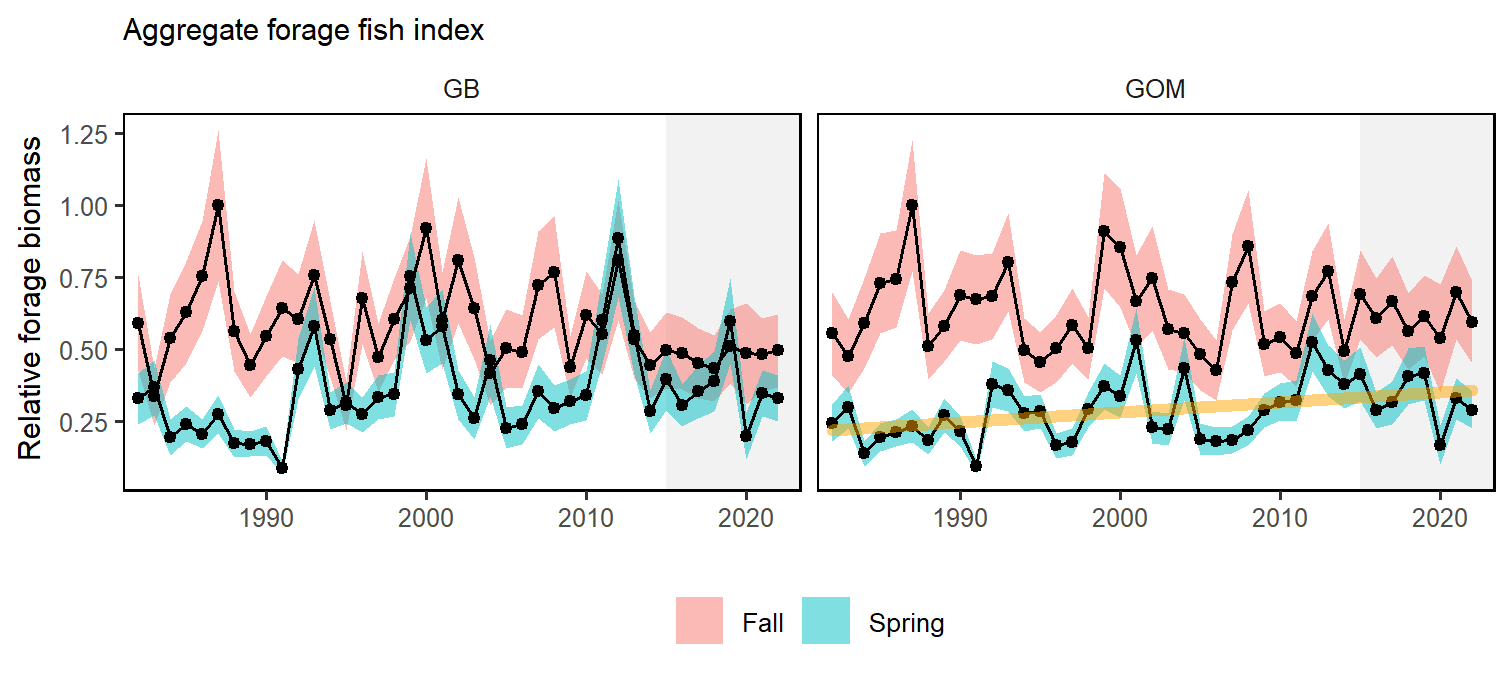 Aggregate forage fish index
GB GOM
Relative forage biomass
1.25
1.00
0.75
0.50
0.25
1990 2000 2010 2020 1990 2000 2010 2020
Fall Spring